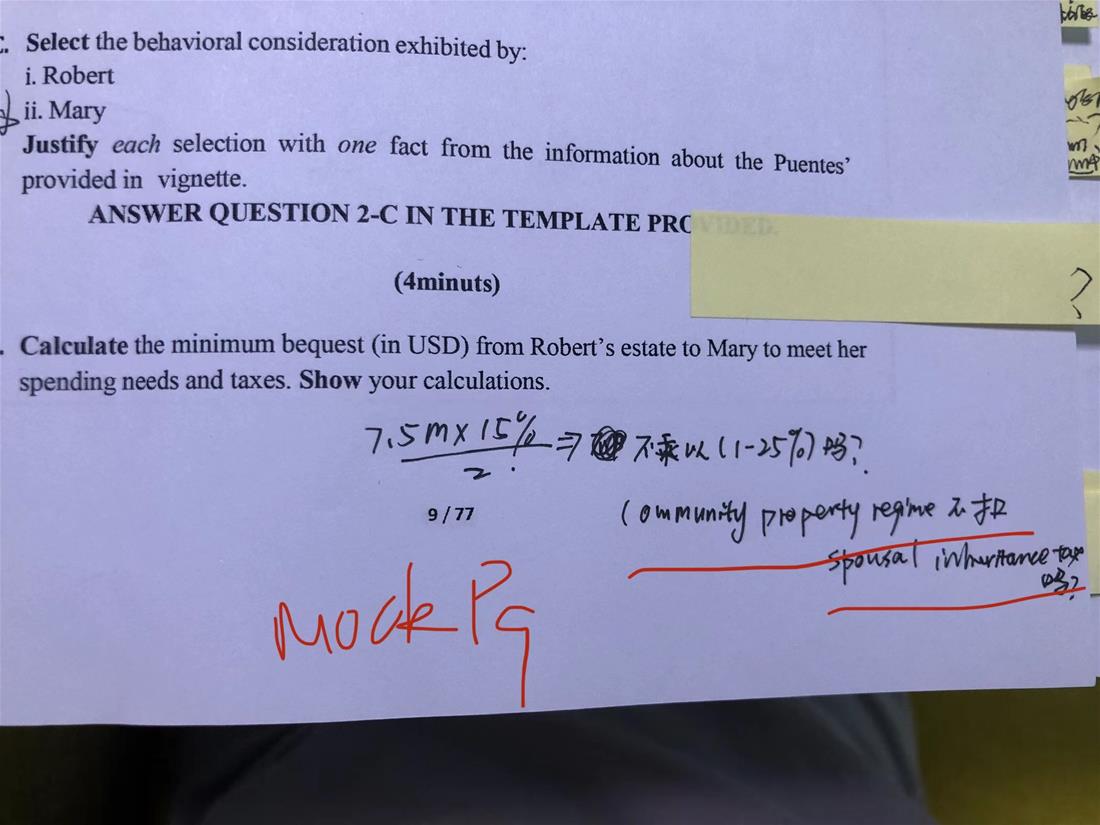 C. Select the behavioral consideration exhibited by:
i. Robert
ii. Mary
Justify each selection with one fact from the information about the Puentes’
provided in vignette.
ANSWER QUESTION 2-C IN THE TEMPLATE PROVIDED.
(4minuts)
?
. Calculate the minimum bequest (in USD) from Robert’s estate to Mary to meet her
spending needs and taxes. Show your calculations.
7.5m×15% / 2 ⇒ 不乘以(1-25%)吗?
9 / 77
Community property regime 不扣
spousal inheritance tax
吗?
Mock P9